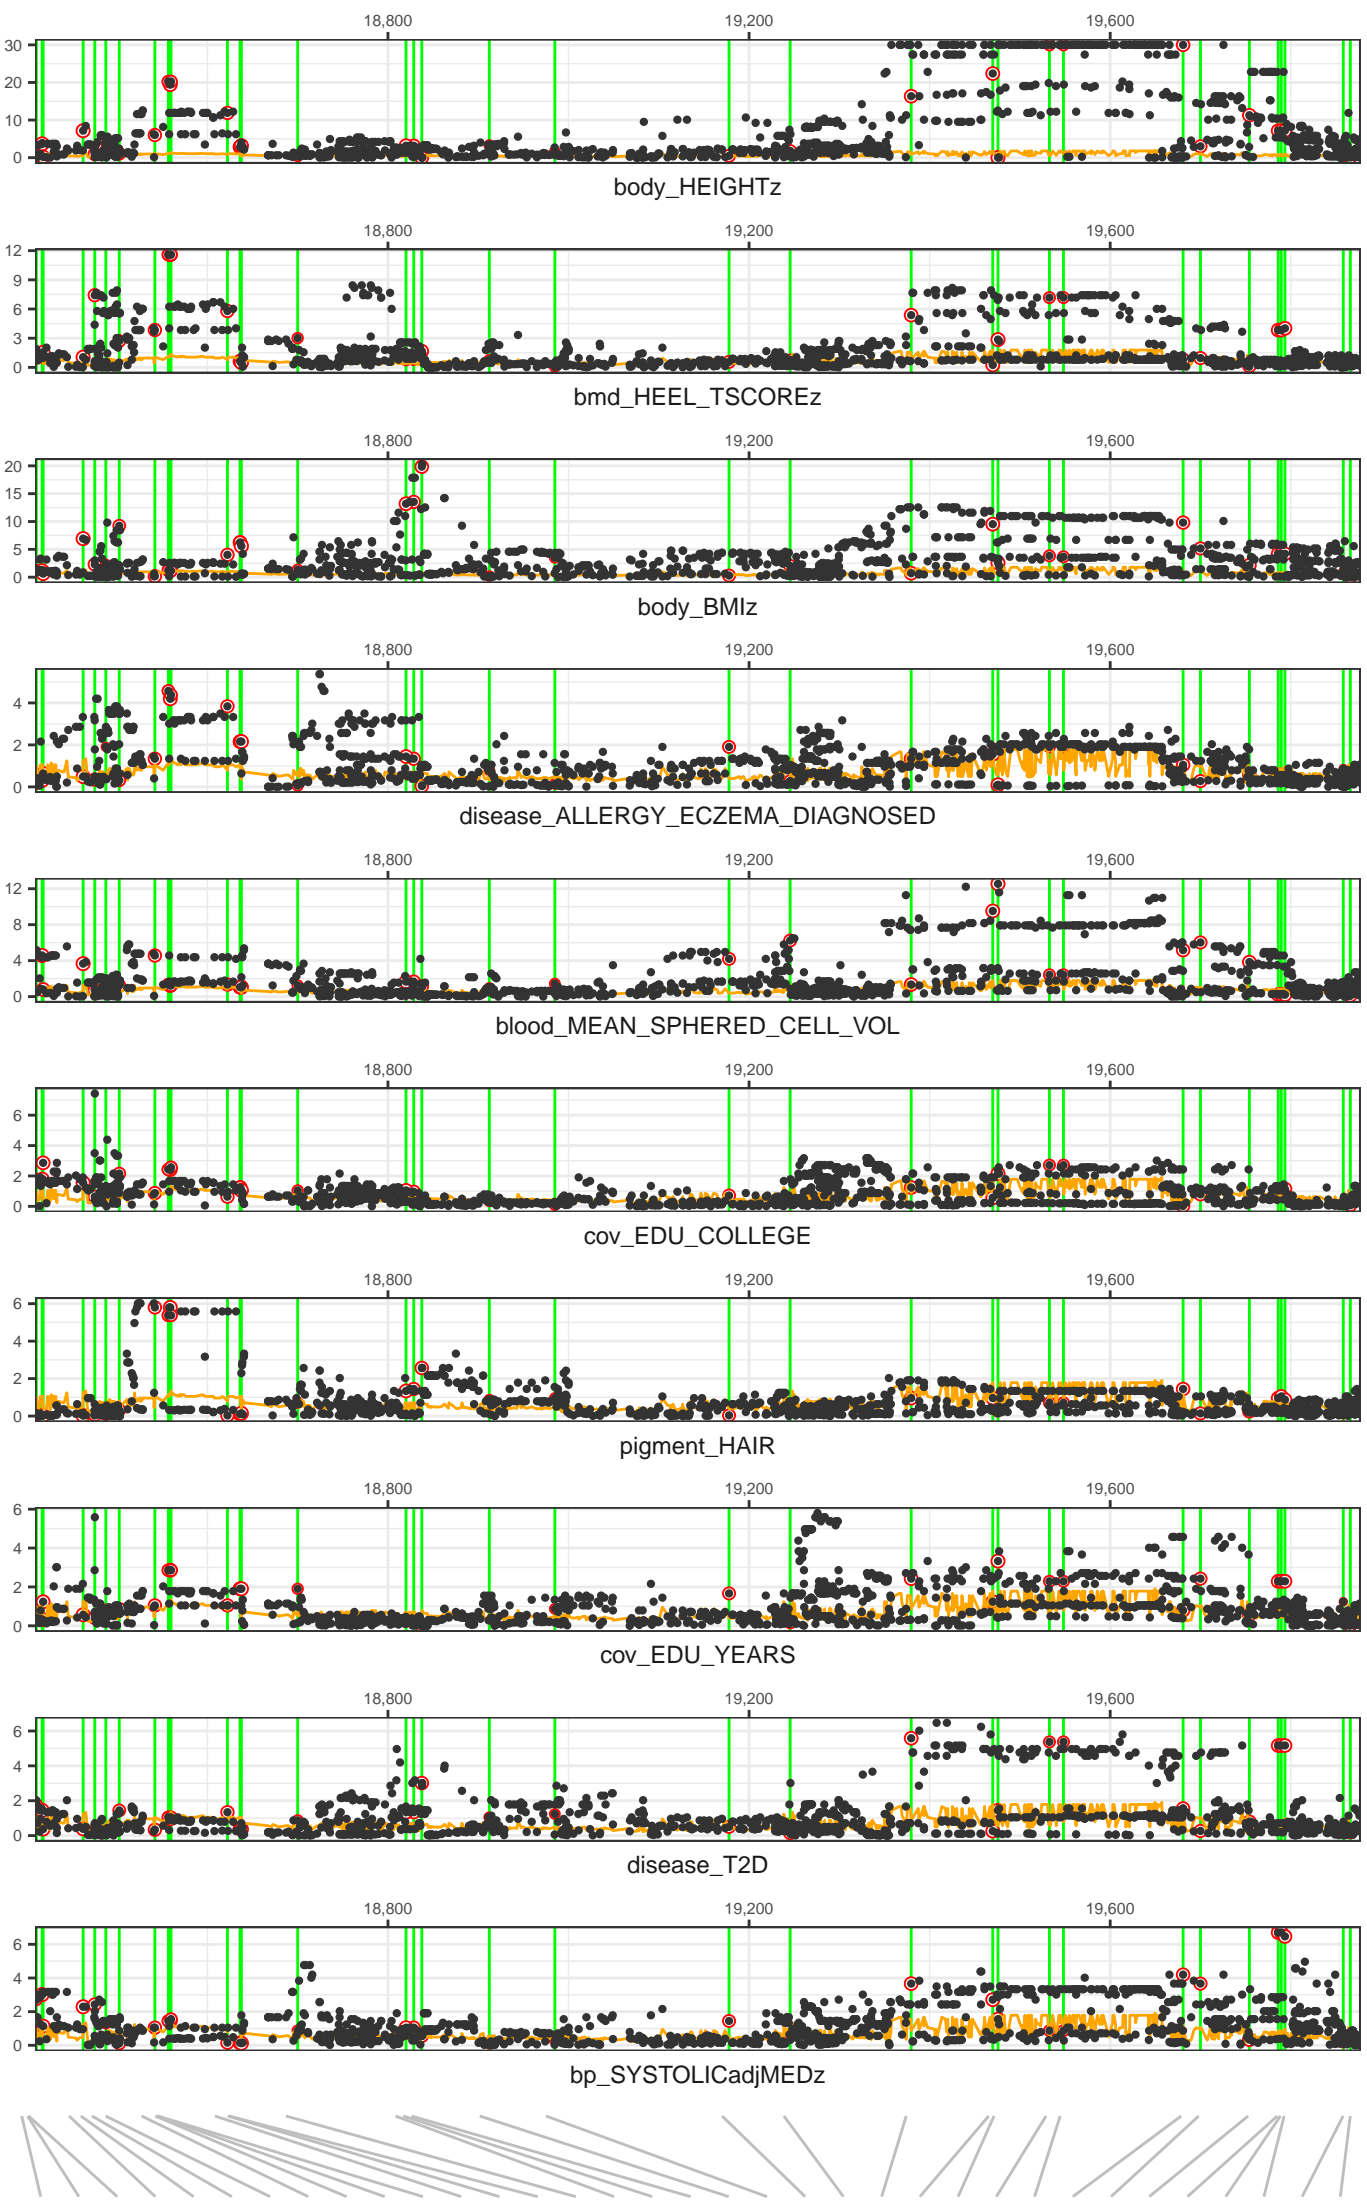 18,800 19,200 19,600
30
20
10
0
body_HEIGHTz
18,800 19,200 19,600
12
9
6
3
0
bmd_HEEL_TSCOREz
18,800 19,200 19,600
20
15
10
5
0
body_BMIz
18,800 19,200 19,600
4
2
0
disease_ALLERGY_ECZEMA_DIAGNOSED
18,800 19,200 19,600
12
8
4
0
blood_MEAN_SPHERED_CELL_VOL
18,800 19,200 19,600
6
4
2
0
cov_EDU_COLLEGE
18,800 19,200 19,600
6
4
2
0
pigment_HAIR
18,800 19,200 19,600
6
4
2
0
cov_EDU_YEARS
18,800 19,200 19,600
6
4
2
0
disease_T2D
18,800 19,200 19,600
6
4
2
0
bp_SYSTOLICadjMEDz